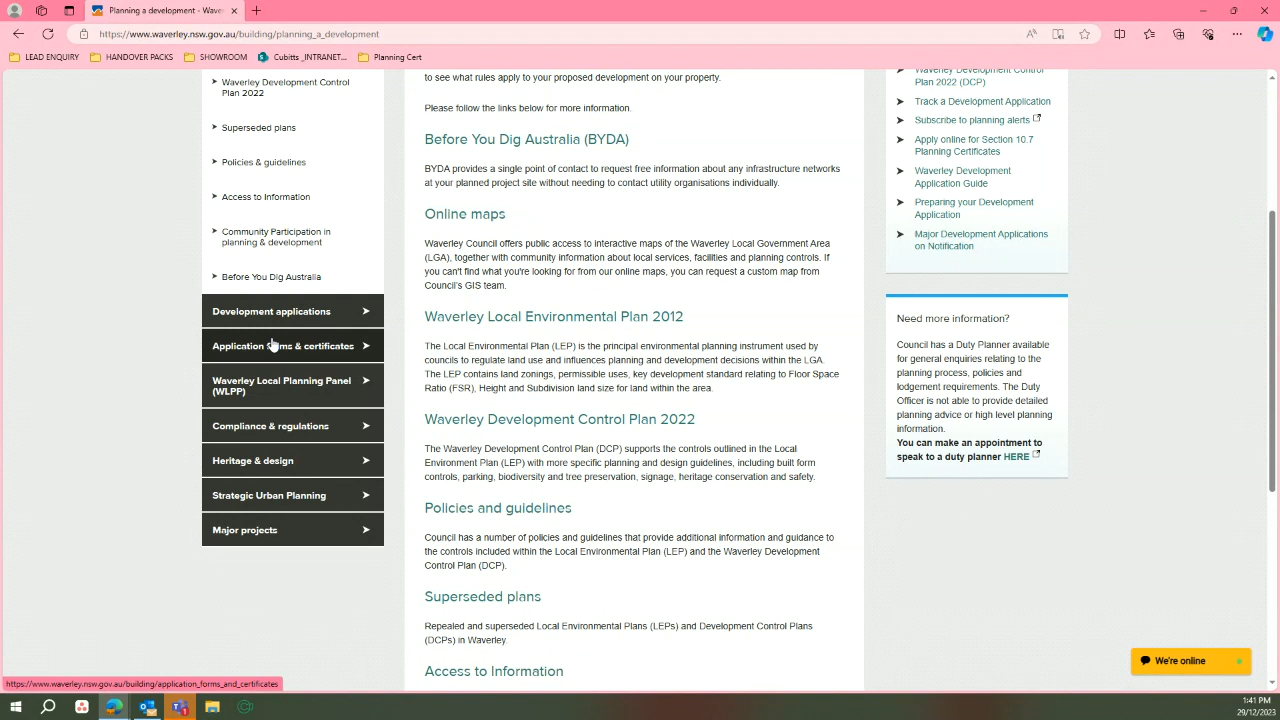 Planning a development - Waver
https://www.waverley.nsw.gov.au/building/planning_a_development
LEAD ENQUIRY
HANDOVER PACKS
SHOWROOM
Cubitts _INTRANET...
Planning Cert
Waverley Development Control
Plan 2022
Superseded plans
Policies & guidelines
Access to Information
Community Participation in
planning & development
Before You Dig Australia
Development applications
Application forms & certificates
Waverley Local Planning Panel
(WLPP)
Compliance & regulations
Heritage & design
Strategic Urban Planning
Major projects
to see what rules apply to your proposed development on your property.
Please follow the links below for more information.
Before You Dig Australia (BYDA)
BYDA provides a single point of contact to request free information about any infrastructure networks
at your planned project site without needing to contact utility organisations individually.
Online maps
Waverley Council offers public access to interactive maps of the Waverley Local Government Area
(LGA), together with community information about local services, facilities and planning controls. If
you can't find what you're looking for from our online maps, you can request a custom map from
Council's GIS team.
Waverley Local Environmental Plan 2012
The Local Environmental Plan (LEP) is the principal environmental planning instrument used by
councils to regulate land use and influences planning and development decisions within the LGA.
The LEP contains land zonings, permissible uses, key development standard relating to Floor Space
Ratio (FSR), Height and Subdivision land size for land within the area.
Waverley Development Control Plan 2022
The Waverley Development Control Plan (DCP) supports the controls outlined in the Local
Environment Plan (LEP) with more specific planning and design guidelines, including built form
controls, parking, biodiversity and tree preservation, signage, heritage conservation and safety.
Policies and guidelines
Council has a number of policies and guidelines that provide additional information and guidance to
the controls included within the Local Environmental Plan (LEP) and the Waverley Development
Control Plan (DCP).
Superseded plans
Repealed and superseded Local Environmental Plans (LEPs) and Development Control Plans
(DCPs) in Waverley.
Access to Information
Waverley Development Control
Plan 2022 (DCP)
Track a Development Application
Subscribe to planning alerts
Apply online for Section 10.7
Planning Certificates
Waverley Development
Application Guide
Preparing your Development
Application
Major Development Applications
on Notification
Need more information?
Council has a Duty Planner available
for general enquiries relating to the
planning process, policies and
lodgement requirements. The Duty
Officer is not able to provide detailed
planning advice or high level planning
information.
You can make an appointment to
speak to a duty planner HERE
We're online
https://www.waverley.nsw.gov.au/building/application_forms_and_certificates
1:41 PM
29/12/2023